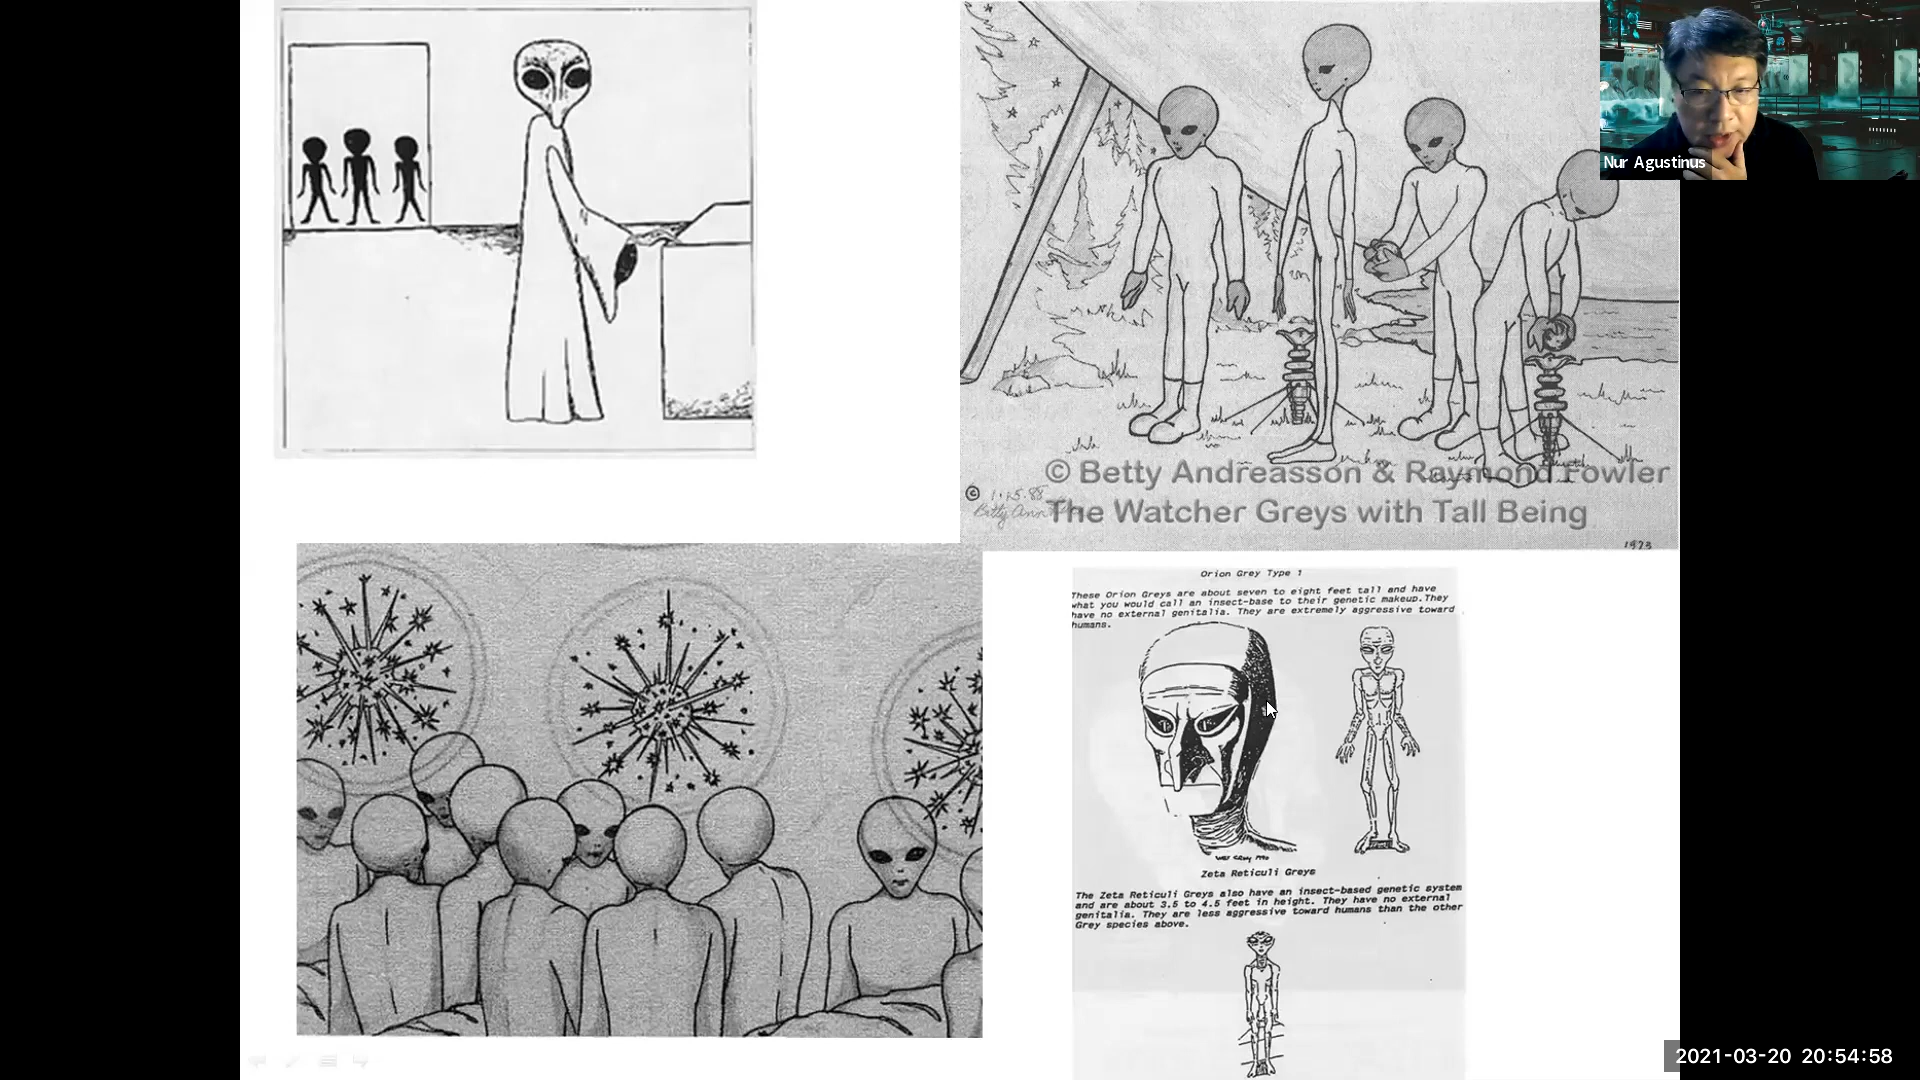 Nur Agustinus
© Betty Andreasson & Raymond Fowler
The Watcher Greys with Tall Being
© 1·25·88
Betty Ann
1973
Orion Grey Type 1
These Orion Greys are about seven to eight feet tall and have
what you would call an insect-base to their genetic makeup.They
have no external genitalia. They are extremely aggressive toward
humans.
Zeta Reticuli Greys
The Zeta Reticuli Greys also have an insect-based genetic system
and are about 3.5 to 4.5 feet in height. They have no external
genitalia. They are less aggressive toward humans than the other
Grey species above.
2021-03-20 20:54:58